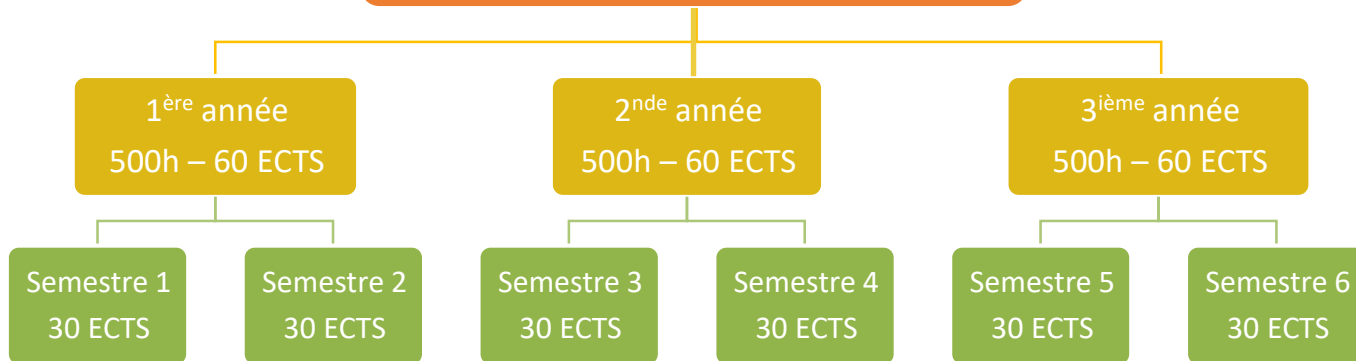 1ère année
500h – 60 ECTS
2nde année
500h – 60 ECTS
3ième année
500h – 60 ECTS
Semestre 1
30 ECTS
Semestre 2
30 ECTS
Semestre 3
30 ECTS
Semestre 4
30 ECTS
Semestre 5
30 ECTS
Semestre 6
30 ECTS